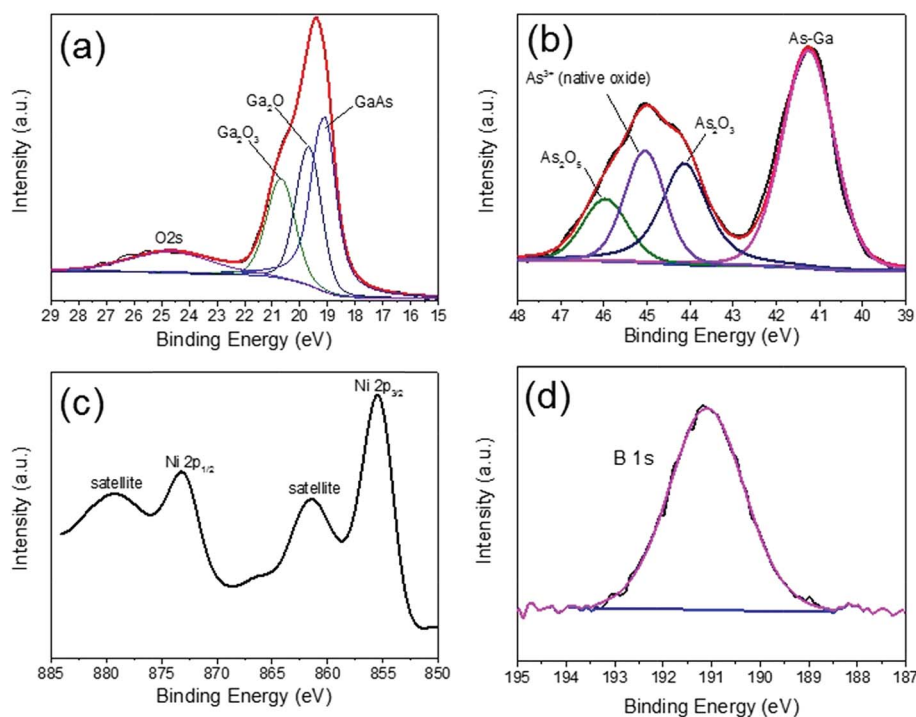 (a)
Ga₂O₃
Ga₂O
GaAs
O2s
Intensity (a.u.)
29 28 27 26 25 24 23 22 21 20 19 18 17 16 15
Binding Energy (eV)
(b)
As-Ga
As³⁺ (native oxide)
As₂O₅
As₂O₃
Intensity (a.u.)
48 47 46 45 44 43 42 41 40 39
Binding Energy (eV)
(c)
Ni 2p₃/₂
Ni 2p₁/₂
satellite
satellite
Intensity (a.u.)
885 880 875 870 865 860 855 850
Binding Energy (eV)
(d)
B 1s
Intensity (a.u.)
195 194 193 192 191 190 189 188 187
Binding Energy (eV)